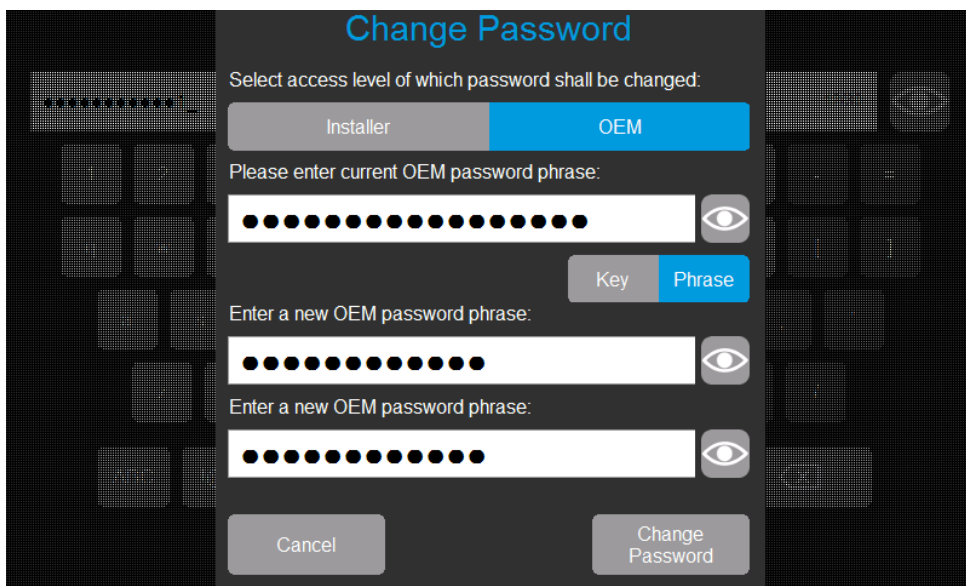 Change Password
Select access level of which password shall be changed:
Installer OEM
Please enter current OEM password phrase:
●●●●●●●●●●●●●●●●●
Key Phrase
Enter a new OEM password phrase:
●●●●●●●●●●●●
Enter a new OEM password phrase:
●●●●●●●●●●●●
ABC
Cancel Change
Password